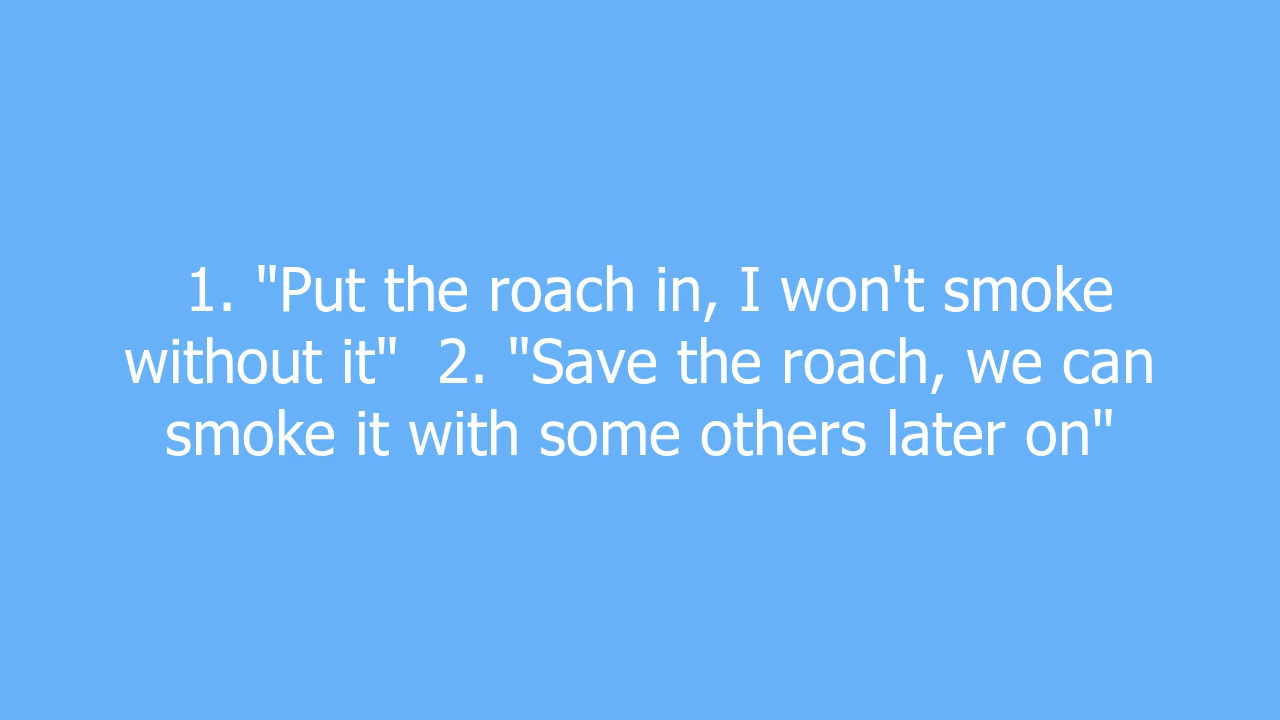 1. "Put the roach in, I won't smoke
without it"  2. "Save the roach, we can
smoke it with some others later on"